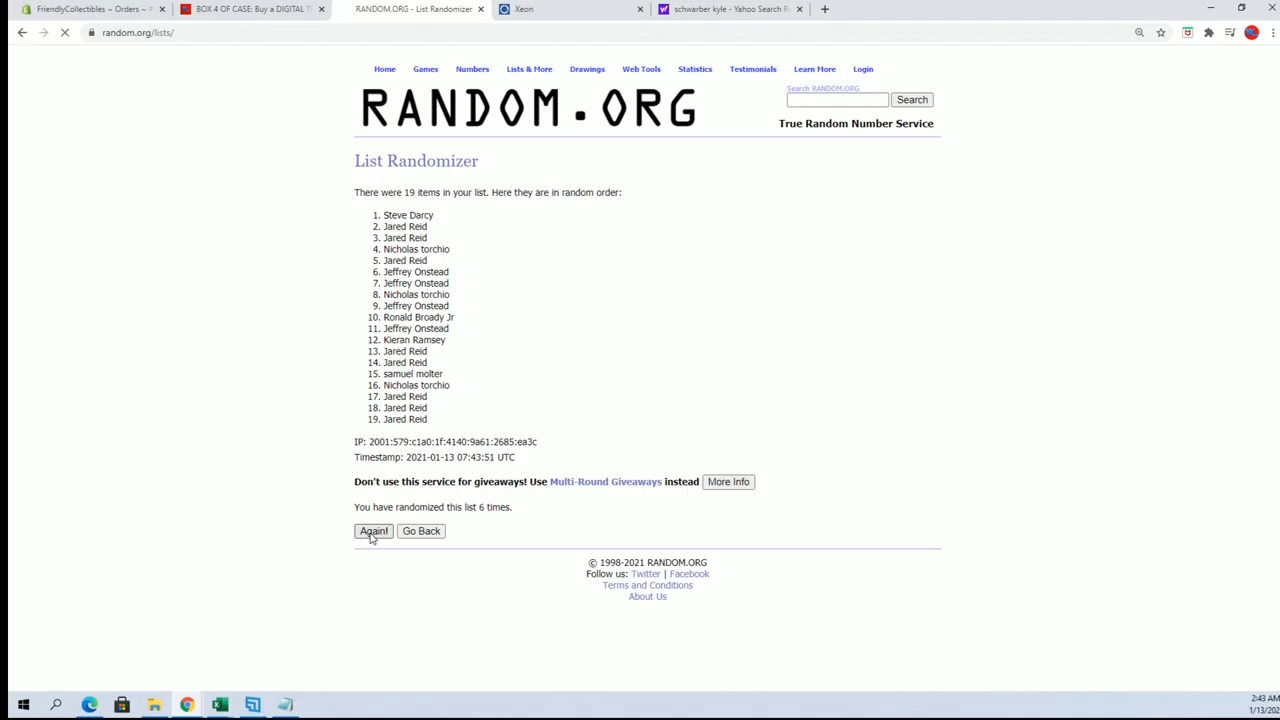 FriendlyCollectibles ~ Orders ~ #
BOX 4 OF CASE: Buy a DIGITAL T
RANDOM.ORG - List Randomizer
Xeon
schwarber kyle - Yahoo Search R
random.org/lists/
Home Games Numbers Lists & More Drawings Web Tools Statistics Testimonials Learn More Login
RANDOM.ORG
Search RANDOM.ORG
Search
True Random Number Service
List Randomizer
There were 19 items in your list. Here they are in random order:
1. Steve Darcy
2. Jared Reid
3. Jared Reid
4. Nicholas torchio
5. Jared Reid
6. Jeffrey Onstead
7. Jeffrey Onstead
8. Nicholas torchio
9. Jeffrey Onstead
10. Ronald Broady Jr
11. Jeffrey Onstead
12. Kieran Ramsey
13. Jared Reid
14. Jared Reid
15. samuel molter
16. Nicholas torchio
17. Jared Reid
18. Jared Reid
19. Jared Reid
IP: 2001:579:c1a0:1f:4140:9a61:2685:ea3c
Timestamp: 2021-01-13 07:43:51 UTC
Don't use this service for giveaways! Use Multi-Round Giveaways instead More Info
You have randomized this list 6 times.
Again! Go Back
© 1998-2021 RANDOM.ORG
Follow us: Twitter | Facebook
Terms and Conditions
About Us
2:43 AM
1/13/202